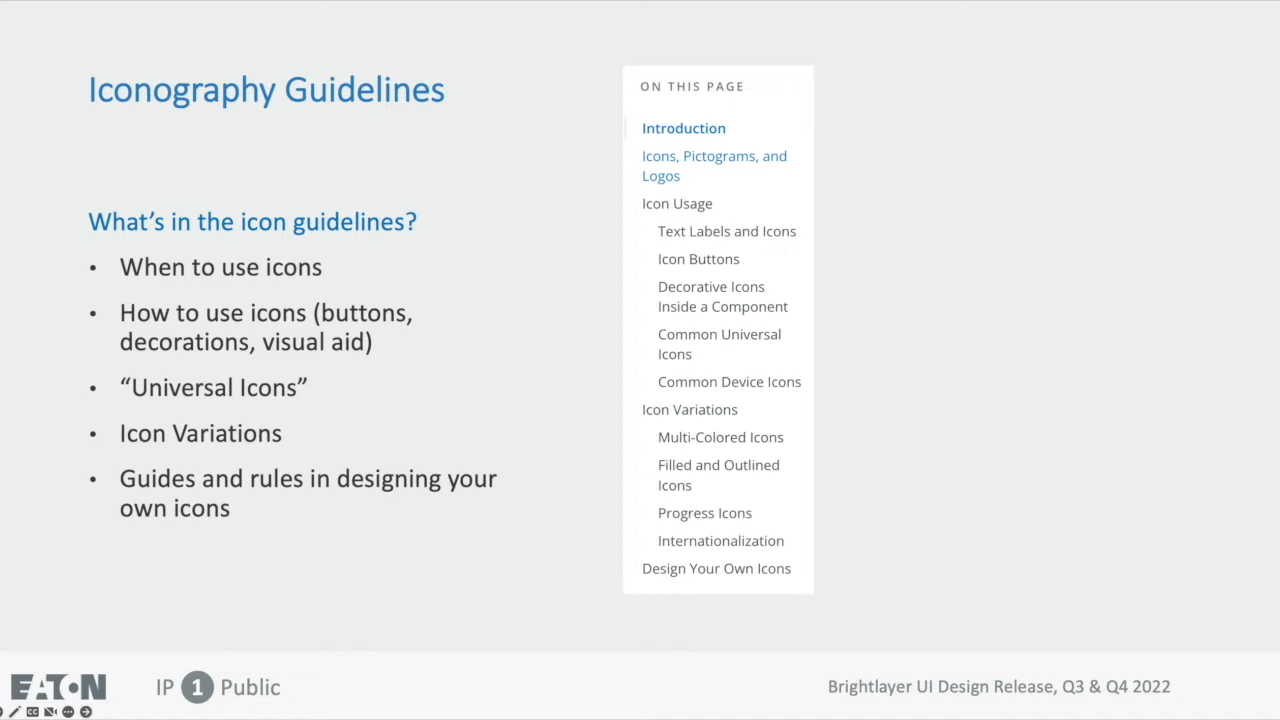 Iconography Guidelines
What's in the icon guidelines?
• When to use icons
• How to use icons (buttons,
decorations, visual aid)
• “Universal Icons”
• Icon Variations
• Guides and rules in designing your
own icons
ON THIS PAGE
Introduction
Icons, Pictograms, and
Logos
Icon Usage
Text Labels and Icons
Icon Buttons
Decorative Icons
Inside a Component
Common Universal
Icons
Common Device Icons
Icon Variations
Multi-Colored Icons
Filled and Outlined
Icons
Progress Icons
Internationalization
Design Your Own Icons
EATON
IP 1 Public
Brightlayer UI Design Release, Q3 & Q4 2022
CC